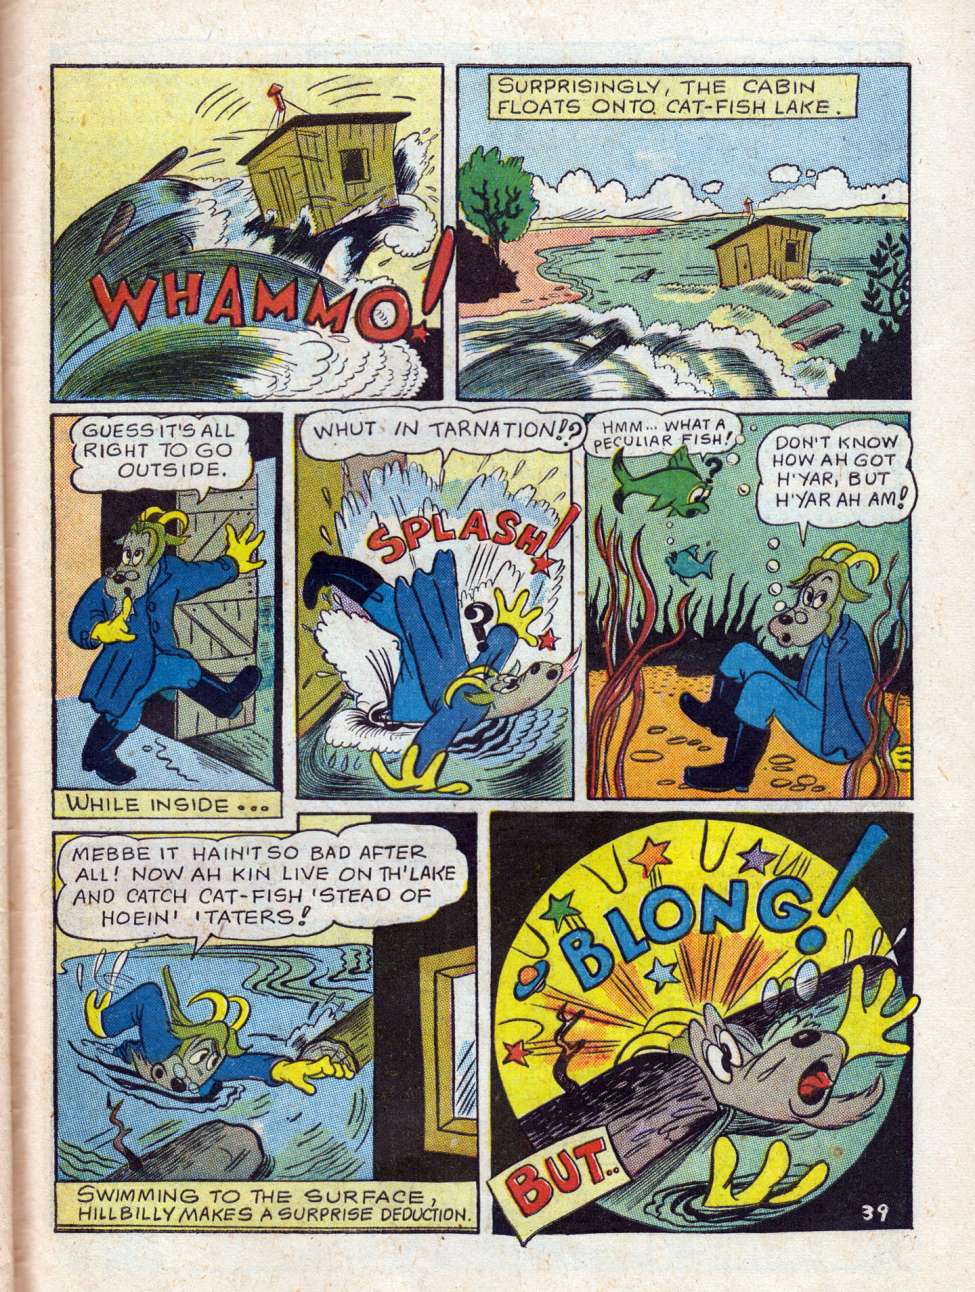 WHAMMO!
SURPRISINGLY, THE CABIN
FLOATS ONTO CAT-FISH LAKE.
GUESS IT'S ALL
RIGHT TO GO
OUTSIDE.
WHILE INSIDE...
WHUT IN TARNATION!?
SPLASH!
?
HMM... WHAT A
PECULIAR FISH!
?
DON'T KNOW
HOW AH GOT
H'YAR, BUT
H'YAR AH AM!
MEBBE IT HAIN'T SO BAD AFTER
ALL! NOW AH KIN LIVE ON TH' LAKE
AND CATCH CAT-FISH 'STEAD OF
HOEIN' 'TATERS!
SWIMMING TO THE SURFACE,
HILLBILLY MAKES A SURPRISE DEDUCTION.
BLONG!
BUT..
39